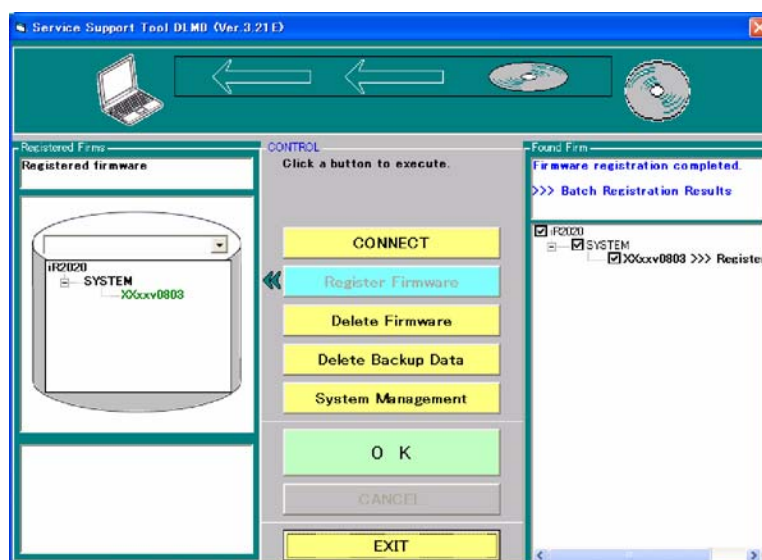 Service Support Tool DEMO (Ver.3.21E)
Registered Firms
Registered firmware
iR2020
SYSTEM
XXxxv0803
CONTROL
Click a button to execute.
CONNECT
Register Firmware
Delete Firmware
Delete Backup Data
System Management
O K
CANCEL
EXIT
Found Firm
Firmware registration completed.
>>> Batch Registration Results
iR2020
SYSTEM
XXxxv0803 >>> Registe